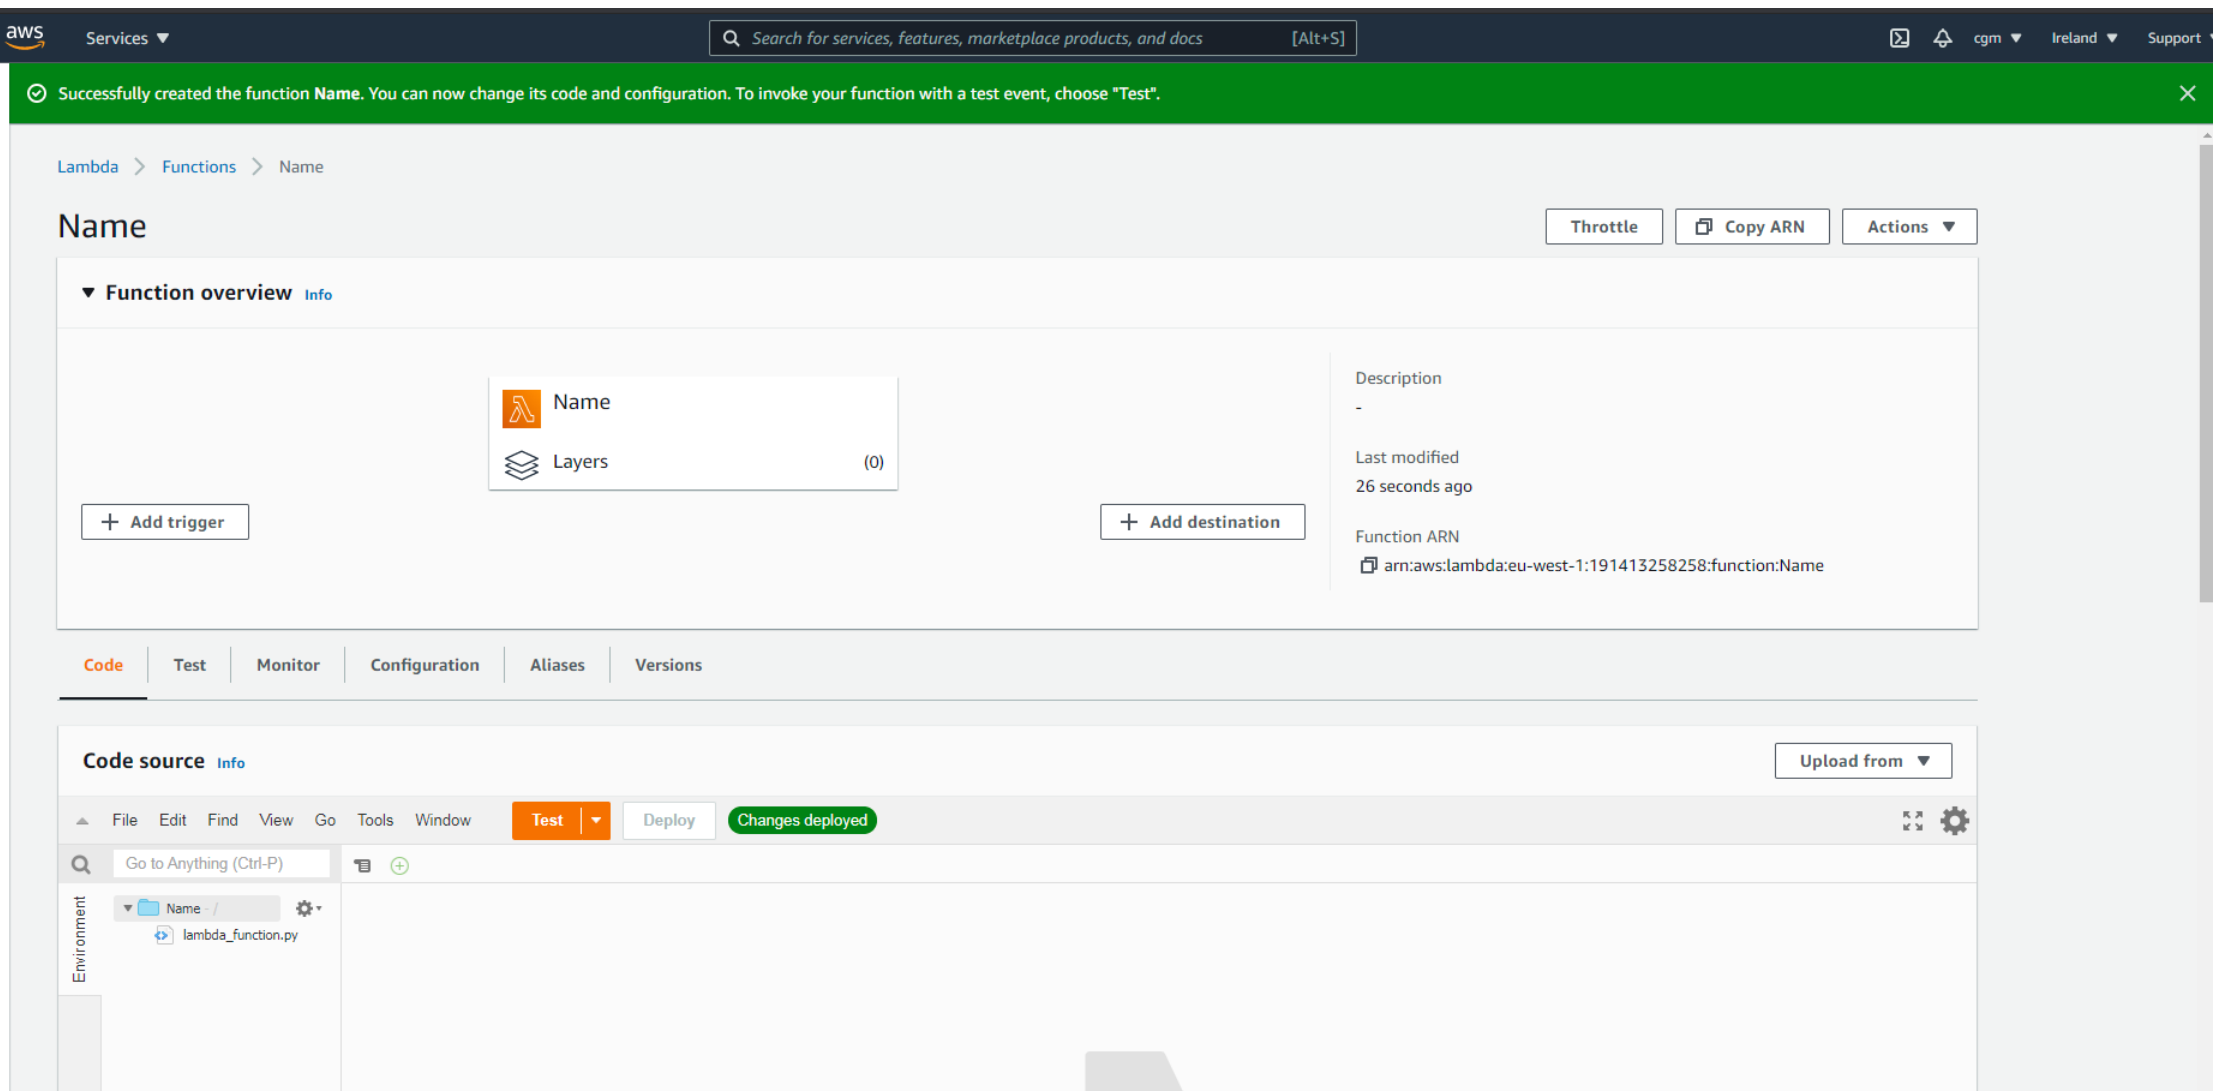 aws Services ▼ Search for services, features, marketplace products, and docs [Alt+S] cgm ▼ Ireland ▼ Support
Successfully created the function Name. You can now change its code and configuration. To invoke your function with a test event, choose "Test".
Lambda > Functions > Name
Name
Throttle Copy ARN Actions ▼
▼ Function overview Info
Name
Layers (0)
+ Add trigger
+ Add destination
Description
-
Last modified
26 seconds ago
Function ARN
arn:aws:lambda:eu-west-1:191413258258:function:Name
Code Test Monitor Configuration Aliases Versions
Code source Info
Upload from ▼
File Edit Find View Go Tools Window Test Deploy Changes deployed
Go to Anything (Ctrl-P)
Environment
Name - /
lambda_function.py